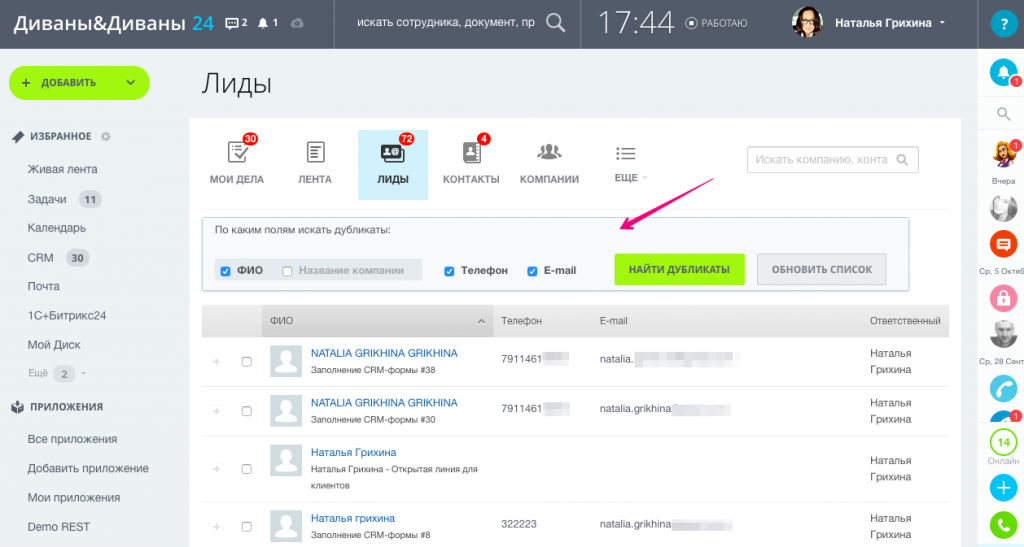 Диваны&Диваны 24
2
1
искать сотрудника, документ, пр
17:44
РАБОТАЮ
Наталья Грихина
?
ДОБАВИТЬ
ИЗБРАННОЕ
Живая лента
Задачи 11
Календарь
CRM 30
Почта
1С+Битрикс24
Мой Диск
Ещё 2
ПРИЛОЖЕНИЯ
Все приложения
Добавить приложение
Мои приложения
Demo REST
Лиды
30
МОИ ДЕЛА
ЛЕНТА
72
ЛИДЫ
4
КОНТАКТЫ
КОМПАНИИ
ЕЩЕ
Искать компанию, конта
По каким полям искать дубликаты:
ФИО
Название компании
Телефон
E-mail
НАЙТИ ДУБЛИКАТЫ
ОБНОВИТЬ СПИСОК
ФИО Телефон E-mail Ответственный
NATALIA GRIKHINA GRIKHINA 7911461 natalia. Наталья
Заполнение CRM-формы #38 Грихина
NATALIA GRIKHINA GRIKHINA 7911461 natalia.grikhina Наталья
Заполнение CRM-формы #30 Грихина
Наталья Грихина Наталья
Наталья Грихина - Открытая линия для Грихина
клиентов
Наталья грихина 322223 natalia.grikhina Наталья
Заполнение CRM-формы #8 Грихина
1
1
Вчера
Ср, 5 Октяб
Ср, 28 Сент
1
14
Онлайн